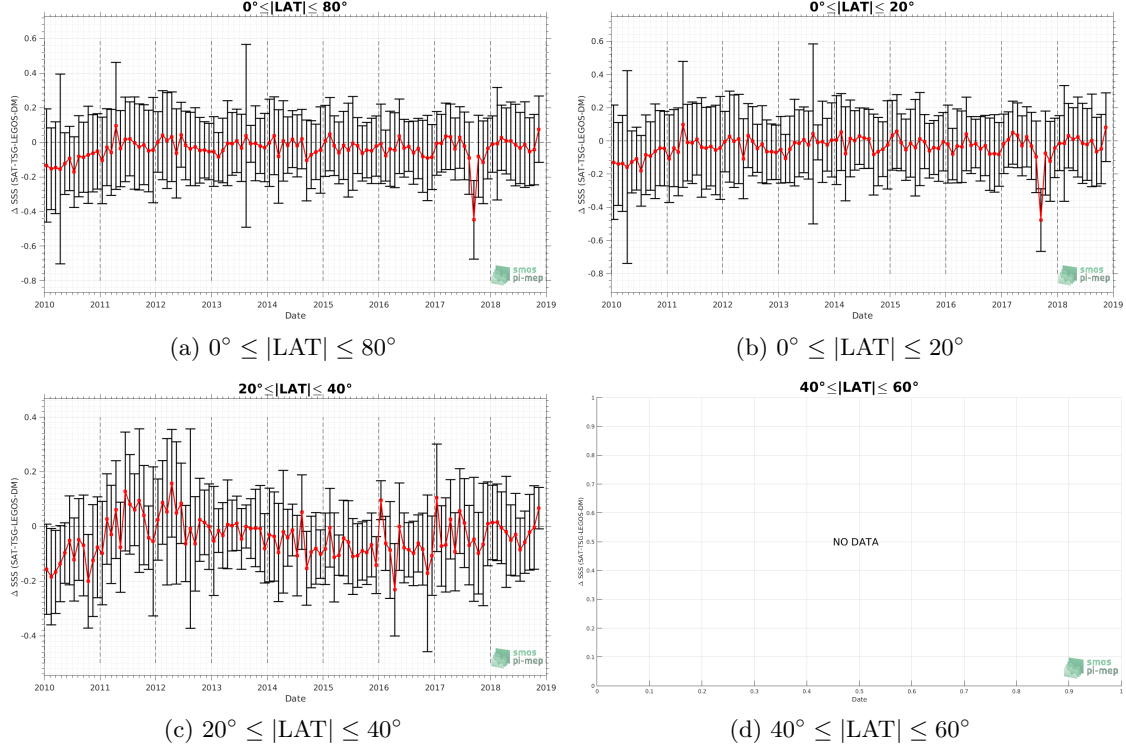 0°≤|LAT|≤ 80°
Δ SSS (SAT-TSG-LEGOS-DM)
0.6
0.4
0.2
0
-0.2
-0.4
-0.6
-0.8
2010 2011 2012 2013 2014 2015 2016 2017 2018 2019
Date
smos
pi-mep
(a) 0° ≤ |LAT| ≤ 80°
0°≤|LAT|≤ 20°
Δ SSS (SAT-TSG-LEGOS-DM)
0.6
0.4
0.2
0
-0.2
-0.4
-0.6
-0.8
2010 2011 2012 2013 2014 2015 2016 2017 2018 2019
Date
smos
pi-mep
(b) 0° ≤ |LAT| ≤ 20°
20°≤|LAT|≤ 40°
Δ SSS (SAT-TSG-LEGOS-DM)
0.4
0.2
0
-0.2
-0.4
2010 2011 2012 2013 2014 2015 2016 2017 2018 2019
Date
smos
pi-mep
(c) 20° ≤ |LAT| ≤ 40°
40°≤|LAT|≤ 60°
Δ SSS (SAT-TSG-LEGOS-DM)
1
0.9
0.8
0.7
0.6
0.5
0.4
0.3
0.2
0.1
0
NO DATA
0 0.1 0.2 0.3 0.4 0.5 0.6 0.7 0.8 0.9 1
Date
smos
pi-mep
(d) 40° ≤ |LAT| ≤ 60°